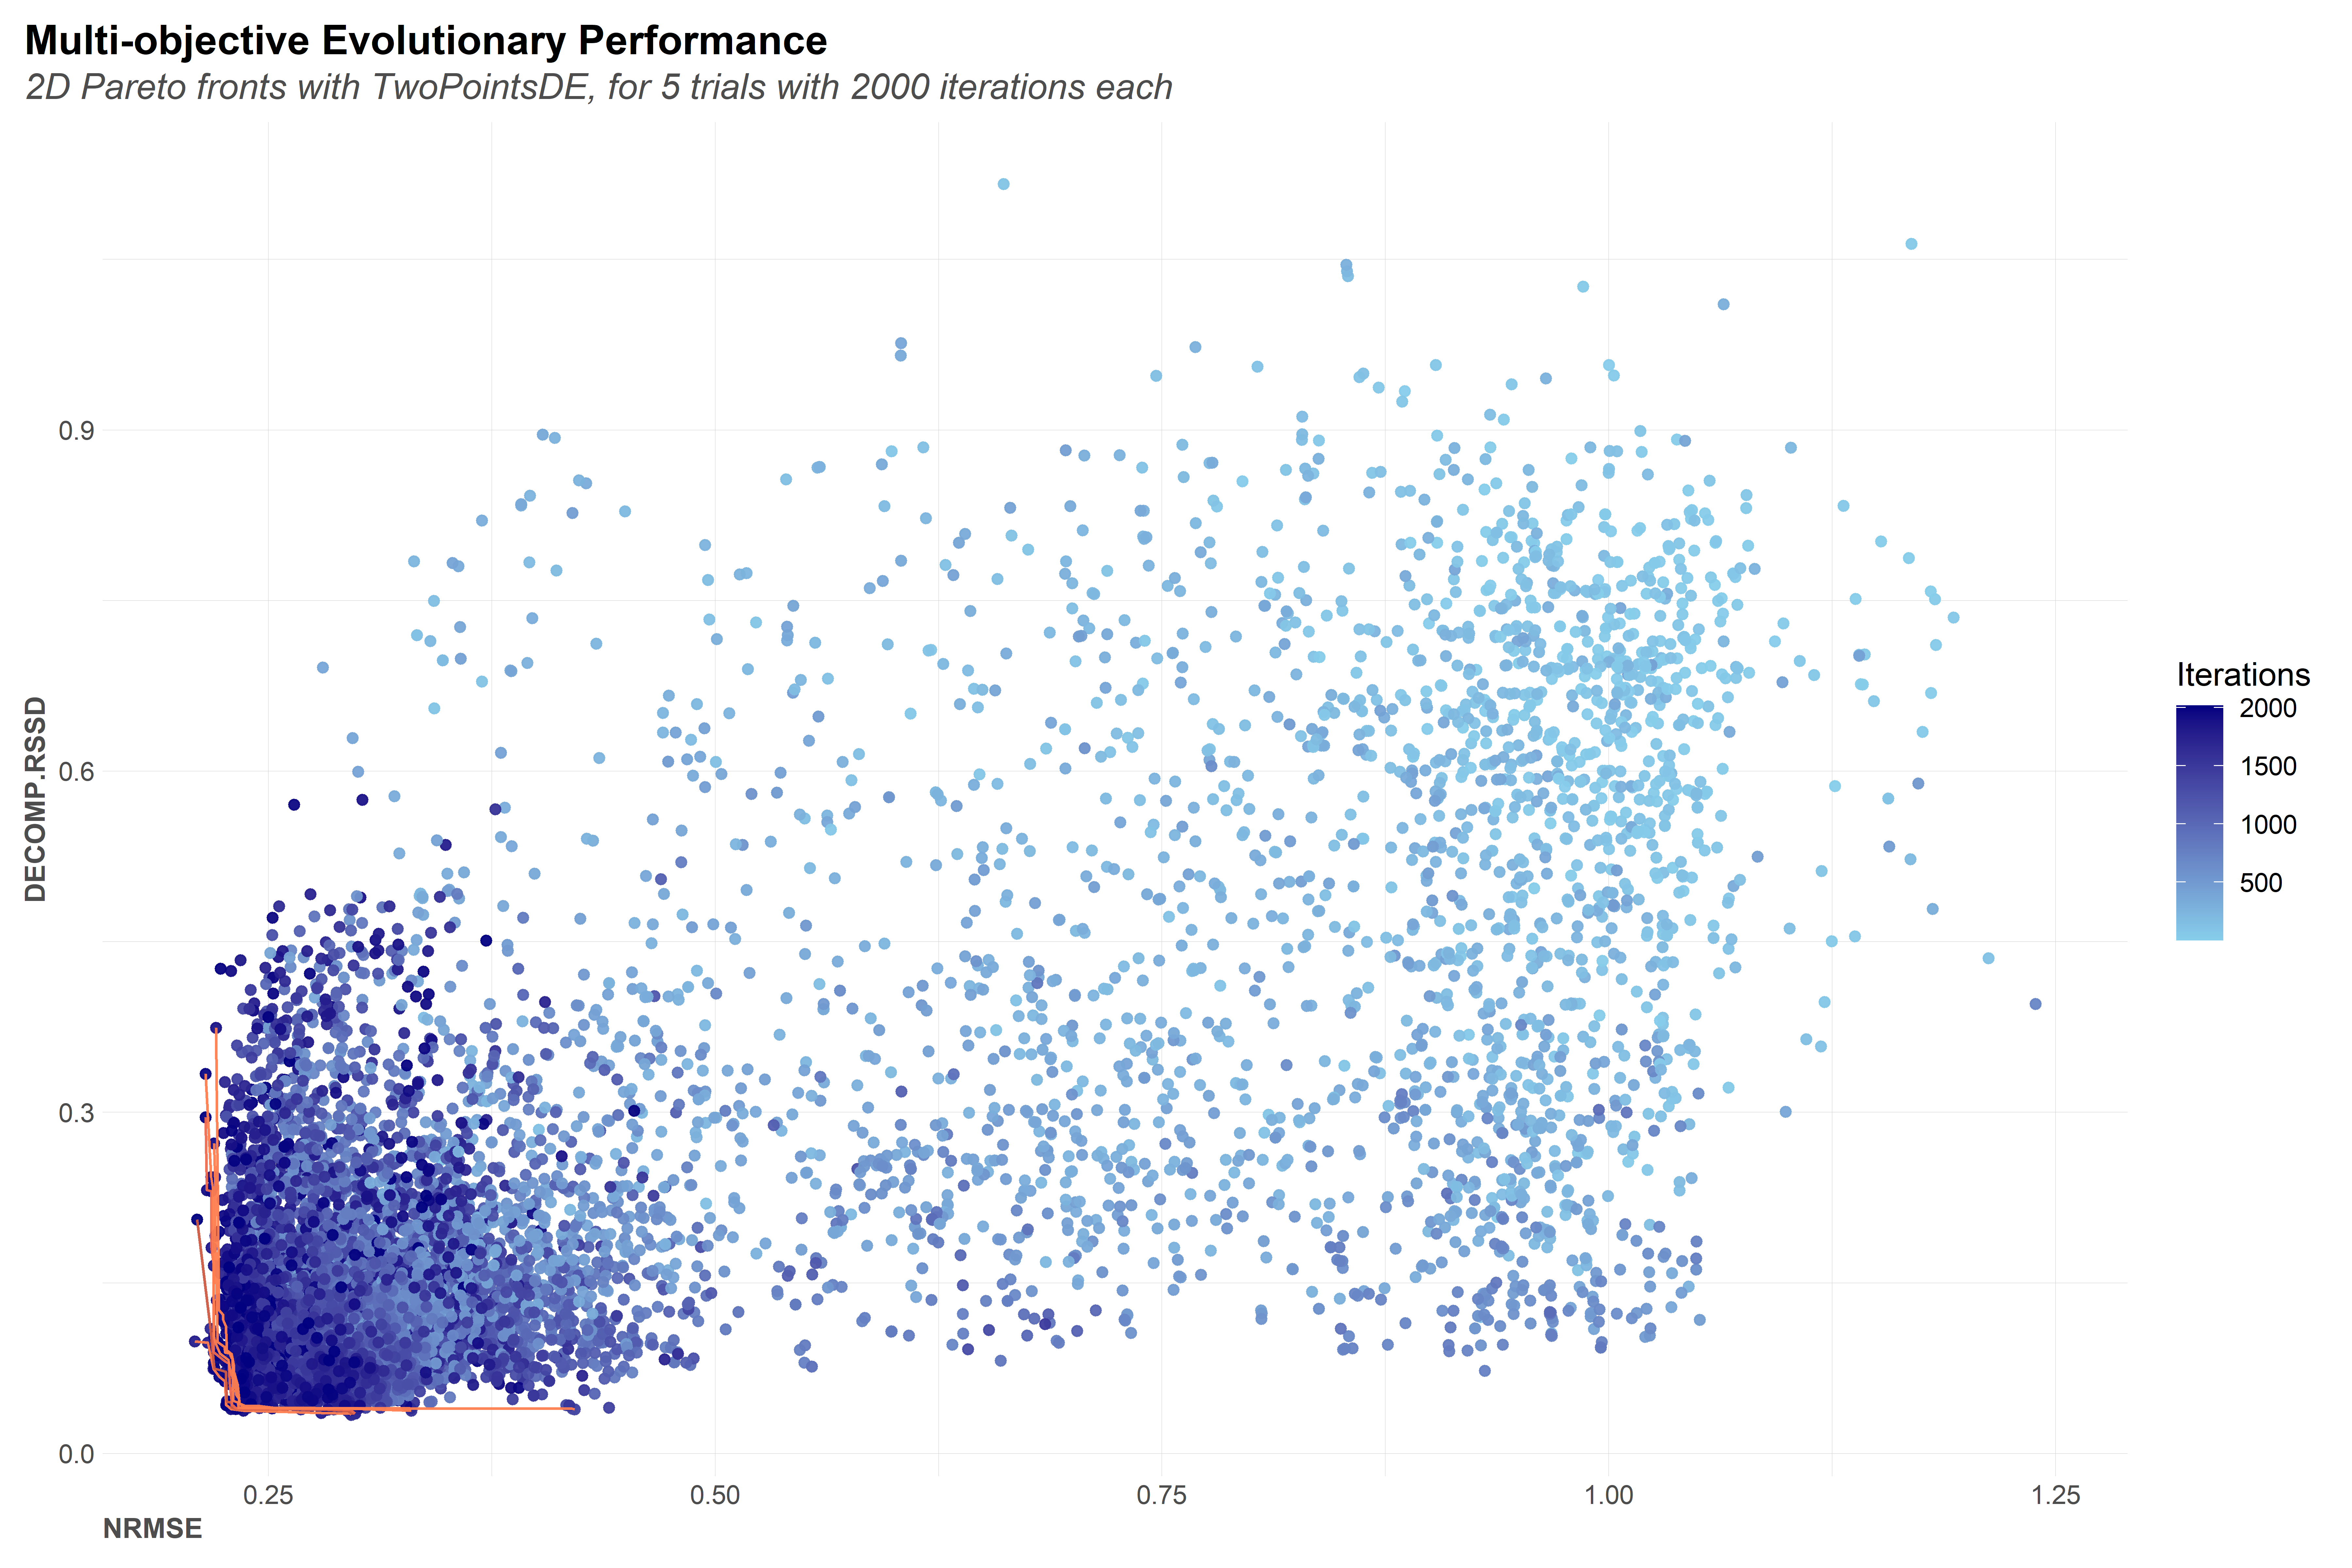 Multi-objective Evolutionary Performance
2D Pareto fronts with TwoPointsDE, for 5 trials with 2000 iterations each
DECOMP.RSSD
0.9
0.6
0.3
0.0
0.25
0.50
0.75
1.00
1.25
NRMSE
Iterations
2000
1500
1000
500